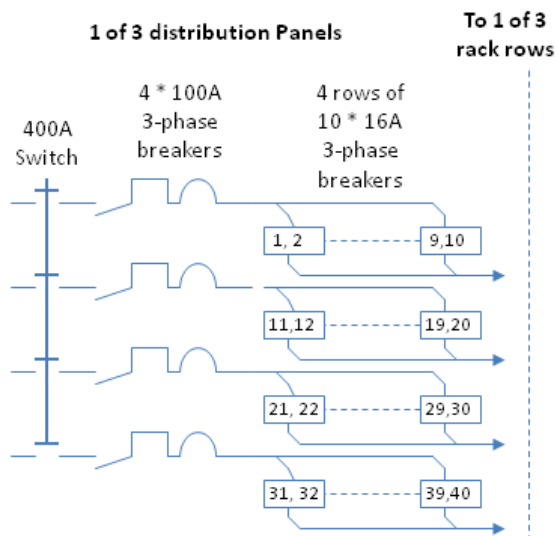 1 of 3 distribution Panels
To 1 of 3
rack rows
400A
Switch
4 * 100A
3-phase
breakers
4 rows of
10 * 16A
3-phase
breakers
1, 2
9,10
11,12
19,20
21, 22
29,30
31, 32
39,40